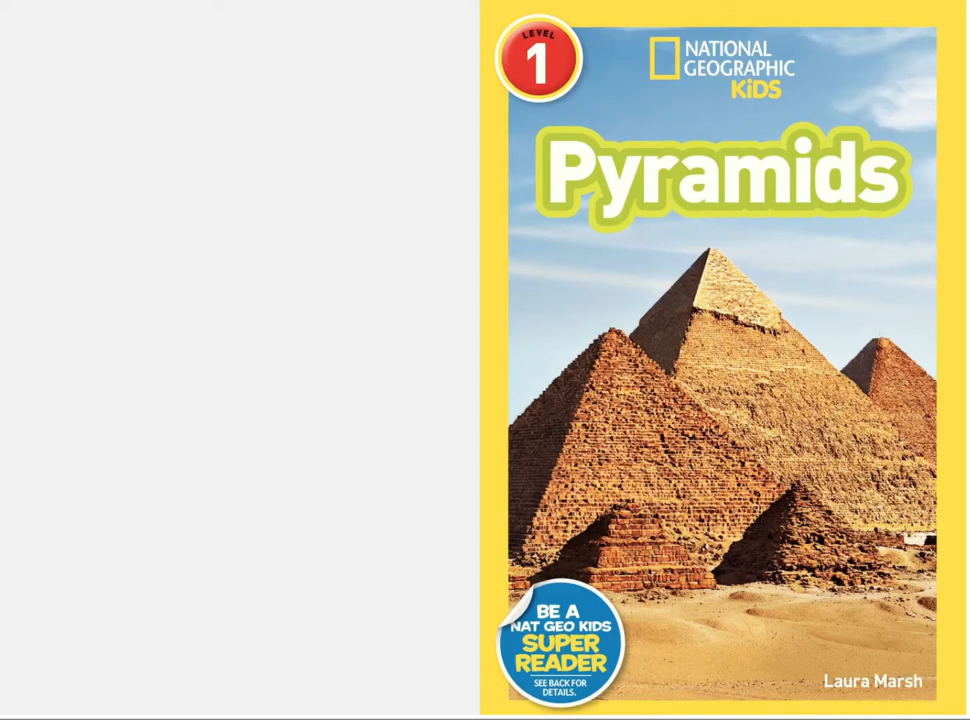 LEVEL
1
NATIONAL
GEOGRAPHIC
KiDS
Pyramids
BE A
NAT GEO KIDS
SUPER
READER
SEE BACK FOR
DETAILS.
Laura Marsh